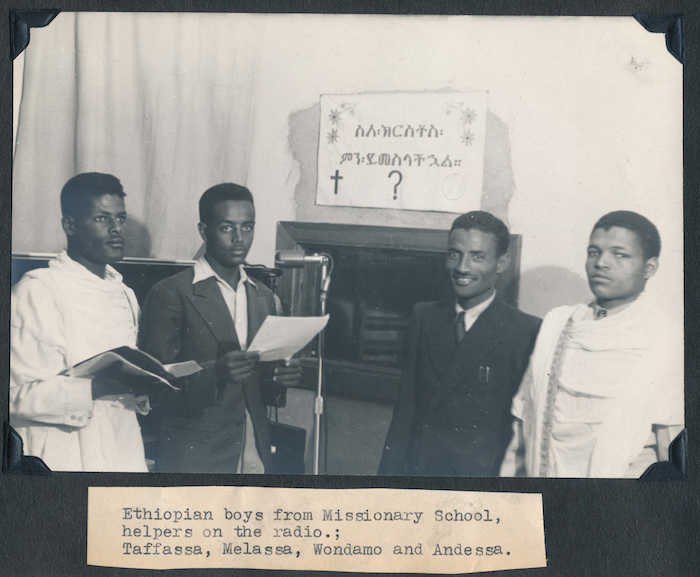 ስለ፡ክርስቶስ፡
ምን፡ይመስላችኋል።
?
Ethiopian boys from Missionary School,
helpers on the radio.;
Taffassa, Melassa, Wondamo and Andessa.